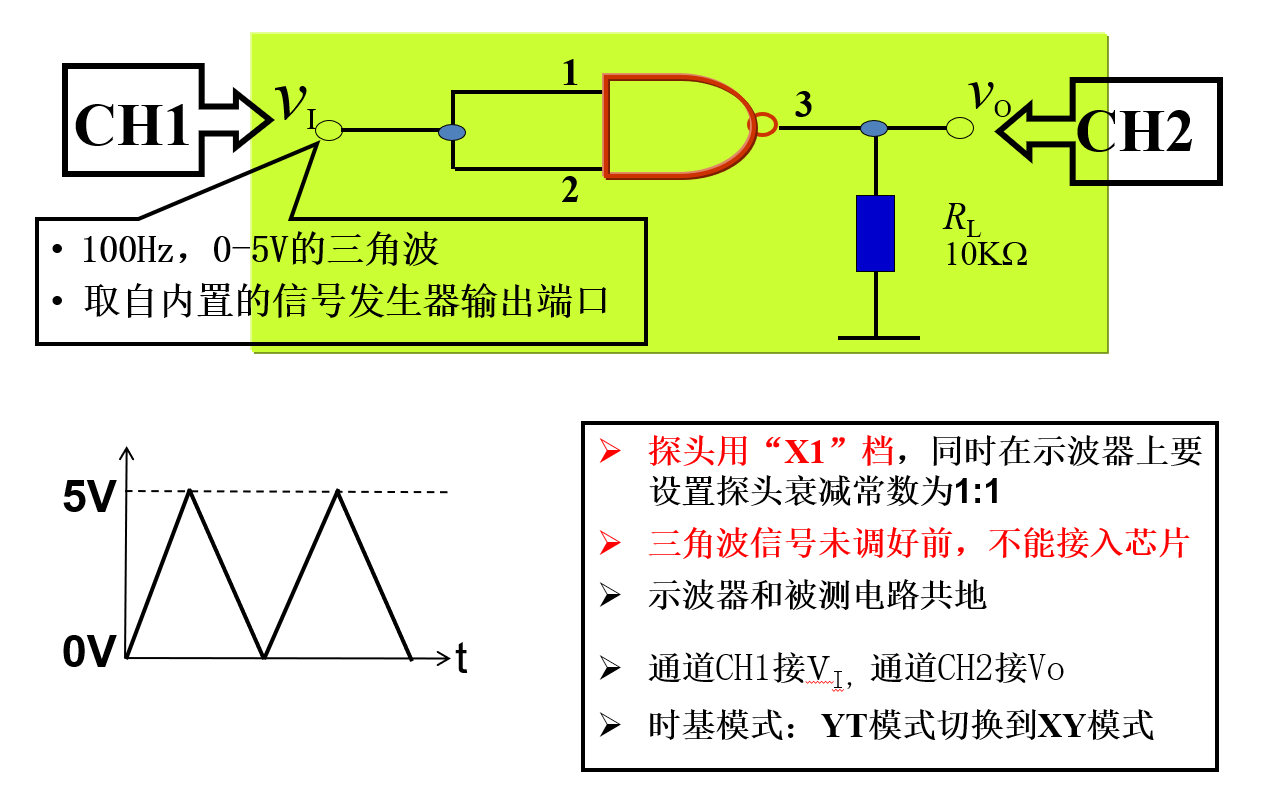 CH1
vI
1
2
3
vO
CH2
• 100Hz，0-5V的三角波
• 取自内置的信号发生器输出端口
RL
10KΩ
5V
0V
t
➢ 探头用“X1”档，同时在示波器上要
设置探头衰减常数为1:1
➢ 三角波信号未调好前，不能接入芯片
➢ 示波器和被测电路共地
➢ 通道CH1接VI，通道CH2接Vo
➢ 时基模式：YT模式切换到XY模式